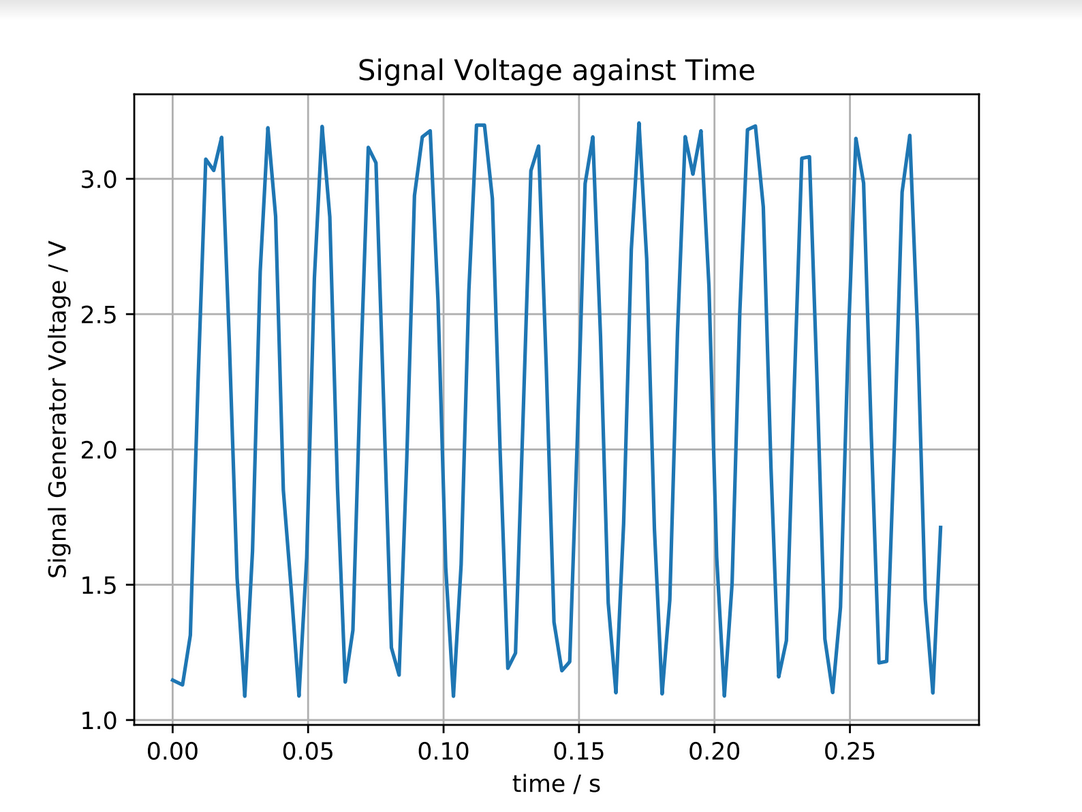 Signal Voltage against Time
Signal Generator Voltage / V
3.0
2.5
2.0
1.5
1.0
0.00 0.05 0.10 0.15 0.20 0.25
time / s